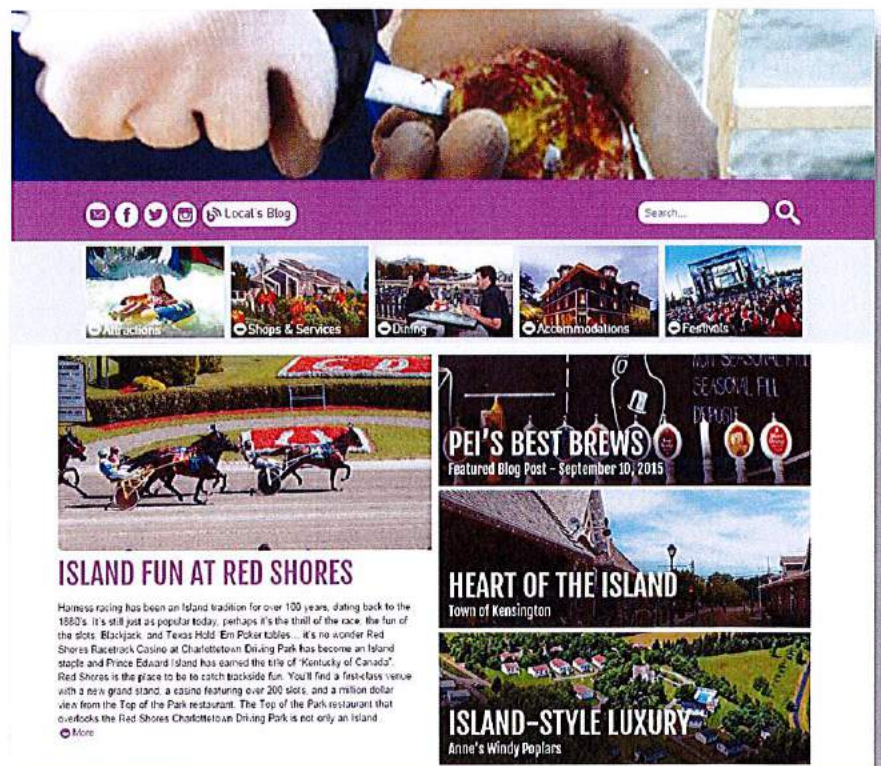 Local's Blog
Search...
Attractions
Shops & Services
Dining
Accommodations
Festivals
SEASONAL FILL
DEPOSIT
PEI'S BEST BREWS
Featured Blog Post - September 10, 2015
HEART OF THE ISLAND
Town of Kensington
ISLAND-STYLE LUXURY
Anne's Windy Poplars
ISLAND FUN AT RED SHORES
Harness racing has been an Island tradition for over 100 years, dating back to the
1880's. It's still just as popular today, perhaps it's the thrill of the race, the fun of
the slots, Blackjack, and Texas Hold 'Em Poker tables... it's no wonder Red
Shores Racetrack Casino at Charlottetown Driving Park has become an Island
staple and Prince Edward Island has earned the title of "Kentucky of Canada".
Red Shores is the place to be to catch trackside fun. You'll find a first-class venue
with a new grand stand, a casino featuring over 200 slots, and a million dollar
view from the Top of the Park restaurant. The Top of the Park restaurant that
overlooks the Red Shores Charlottetown Driving Park is not only an Island
More